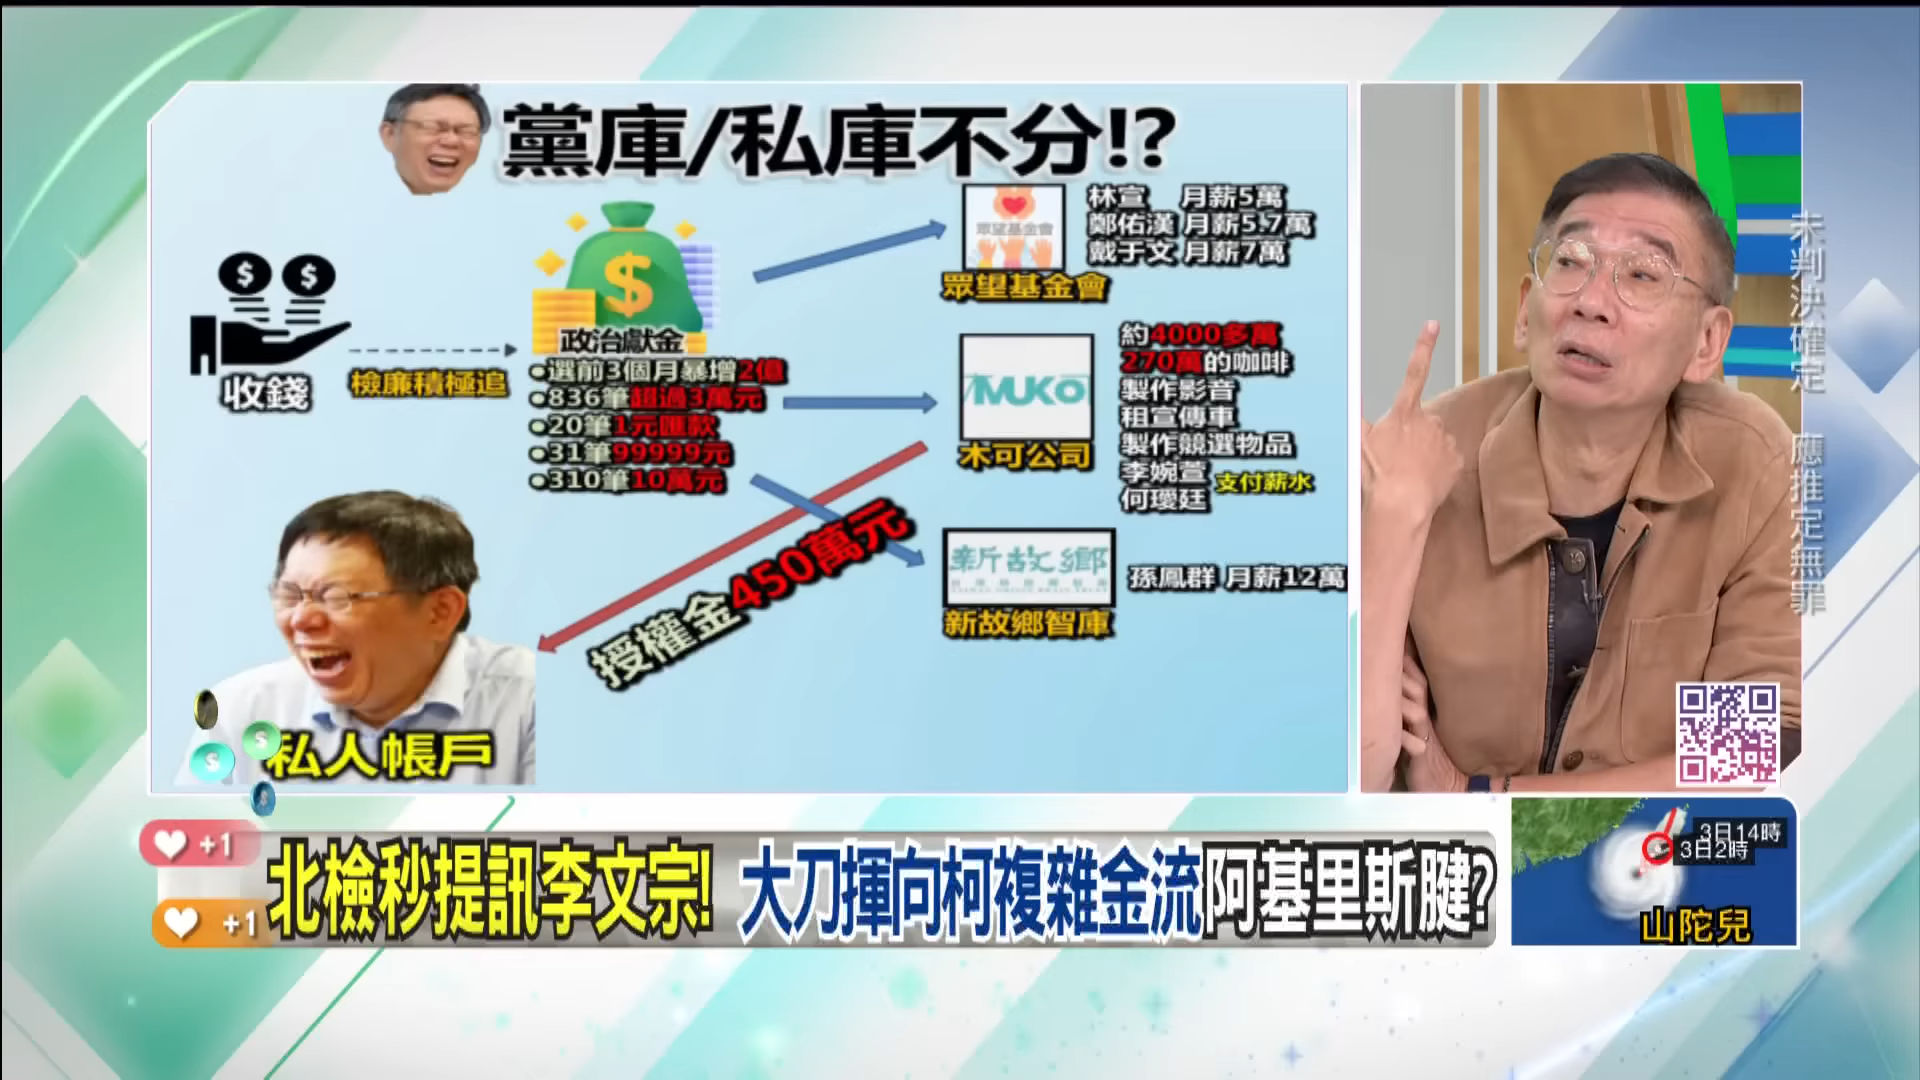 黨庫/私庫不分!?
收錢
檢廉積極追
政治獻金
●選前3個月暴增2億
●836筆超過3萬元
●20筆1元匯款
●31筆99999元
●310筆10萬元
眾望基金會
眾望基金會
林宣 月薪5萬
鄭佑漢 月薪5.7萬
戴于文 月薪7萬
MUKO
木可公司
約4000多萬
270萬的咖啡
製作影音
租宣傳車
製作競選物品
李婉萱
何瓊廷
支付薪水
新故鄉
新故鄉智庫
孫鳳群 月薪12萬
授權金450萬元
私人帳戶
未判決確定 應推定無罪
+1
+1
北檢秒提訊李文宗! 大刀揮向柯複雜金流阿基里斯腱?
3日14時
3日2時
山陀兒